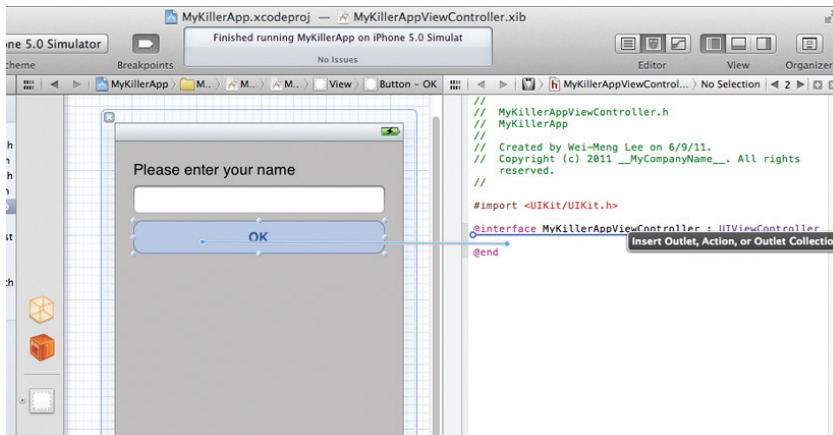 MyKillerApp.xcodeproj — MyKillerAppViewController.xib
one 5.0 Simulator
Finished running MyKillerApp on iPhone 5.0 Simulat
No Issues
heme
Breakpoints
Editor
View
Organizer
MyKillerApp
M..
M..
M..
View
Button - OK
MyKillerAppViewControl...
No Selection
2
//
// MyKillerAppViewController.h
// MyKillerApp
//
// Created by Wei-Meng Lee on 6/9/11.
// Copyright (c) 2011 __MyCompanyName__. All rights
reserved.
//
#import <UIKit/UIKit.h>
@interface MyKillerAppViewController : UIViewController
Insert Outlet, Action, or Outlet Collectio
@end
Please enter your name
OK